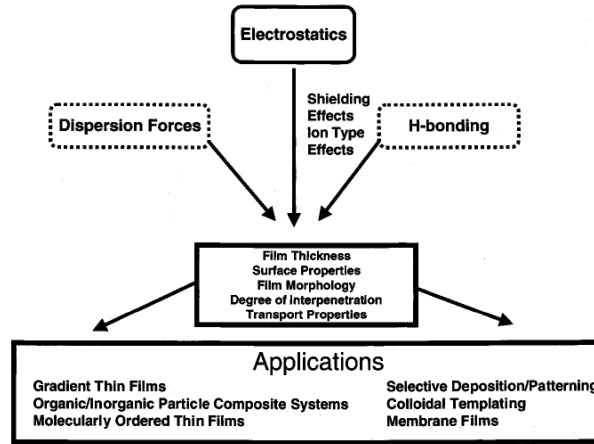 Electrostatics
Shielding
Effects
Ion Type
Effects
Dispersion Forces
H-bonding
Film Thickness
Surface Properties
Film Morphology
Degree of Interpenetration
Transport Properties
Applications
Gradient Thin Films
Organic/Inorganic Particle Composite Systems
Molecularly Ordered Thin Films
Selective Deposition/Patterning
Colloidal Templating
Membrane Films